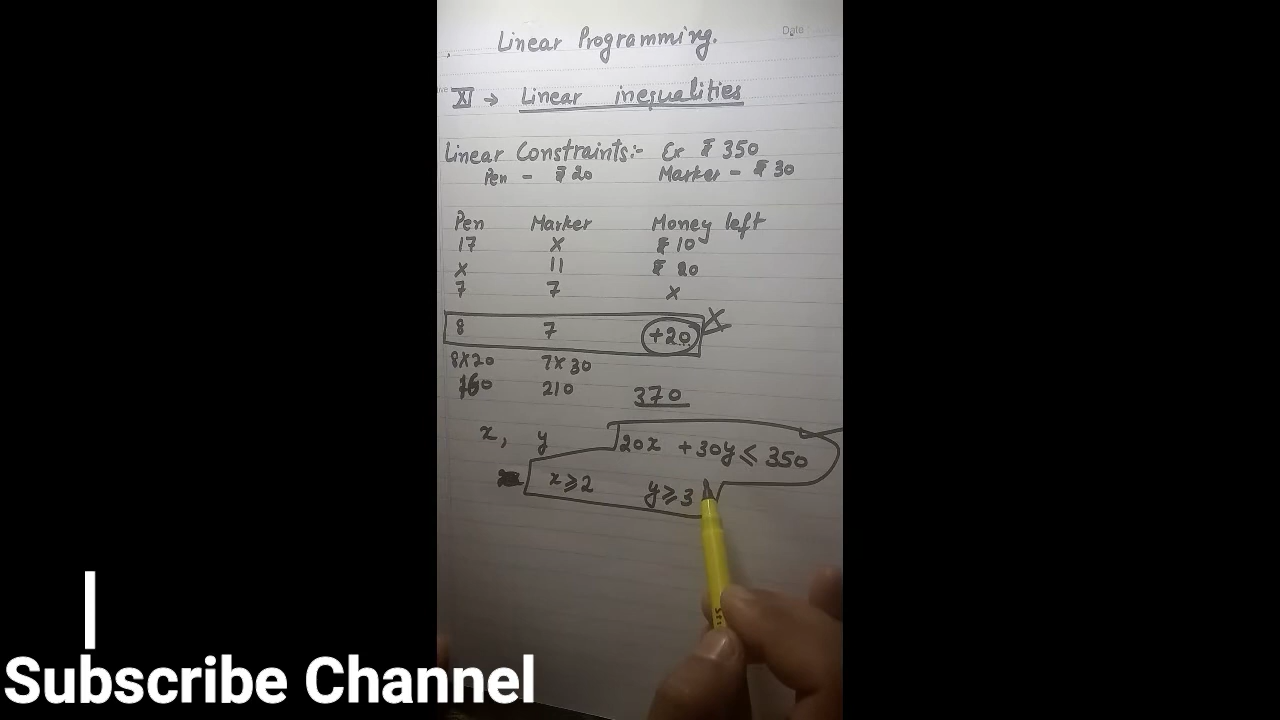 Date
Linear Programming.
XI → Linear inequalities
Linear Constraints:- Ex ₹ 350
Pen - ₹ 20 Marker - ₹ 30
Pen Marker Money left
17 X ₹ 10
X 11 ₹ 20
7 7 X
8 7 +20 X
8X20 7X30
160 210 370
x, y 20x +30y ⩽ 350
x⩾2 y⩾3
Subscribe Channel